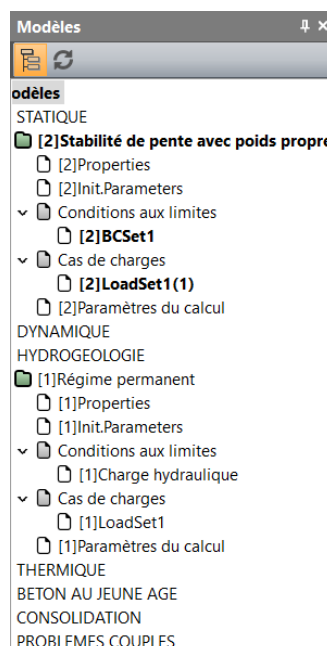 Modèles
odèles
STATIQUE
[2]Stabilité de pente avec poids propre
[2]Properties
[2]Init.Parameters
Conditions aux limites
[2]BCSet1
Cas de charges
[2]LoadSet1(1)
[2]Paramètres du calcul
DYNAMIQUE
HYDROGEOLOGIE
[1]Régime permanent
[1]Properties
[1]Init.Parameters
Conditions aux limites
[1]Charge hydraulique
Cas de charges
[1]LoadSet1
[1]Paramètres du calcul
THERMIQUE
BETON AU JEUNE AGE
CONSOLIDATION
PROBLEMES COUPLES